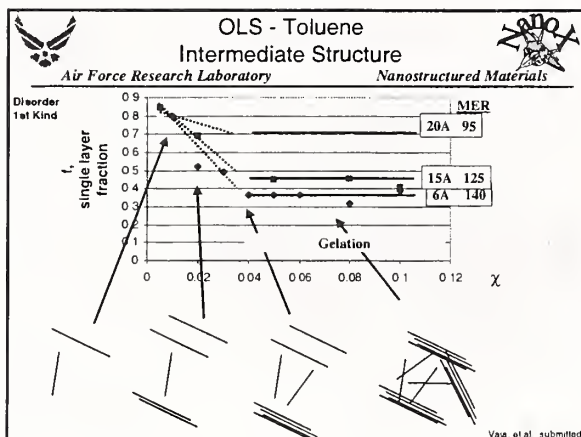 OLS - Toluene
Intermediate Structure
Air Force Research Laboratory
Nanostructured Materials
Disorder
1st Kind
f,
single layer
fraction
0 9
0 8
0 7
0 6
0 5
0 4
0 3
0 2
0 1
0
0
0.02
0 04
0 06
0 08
0 1
0 12
χ
MER
20A 95
15A 125
6A 140
Gelation
Vaia et al. submitted